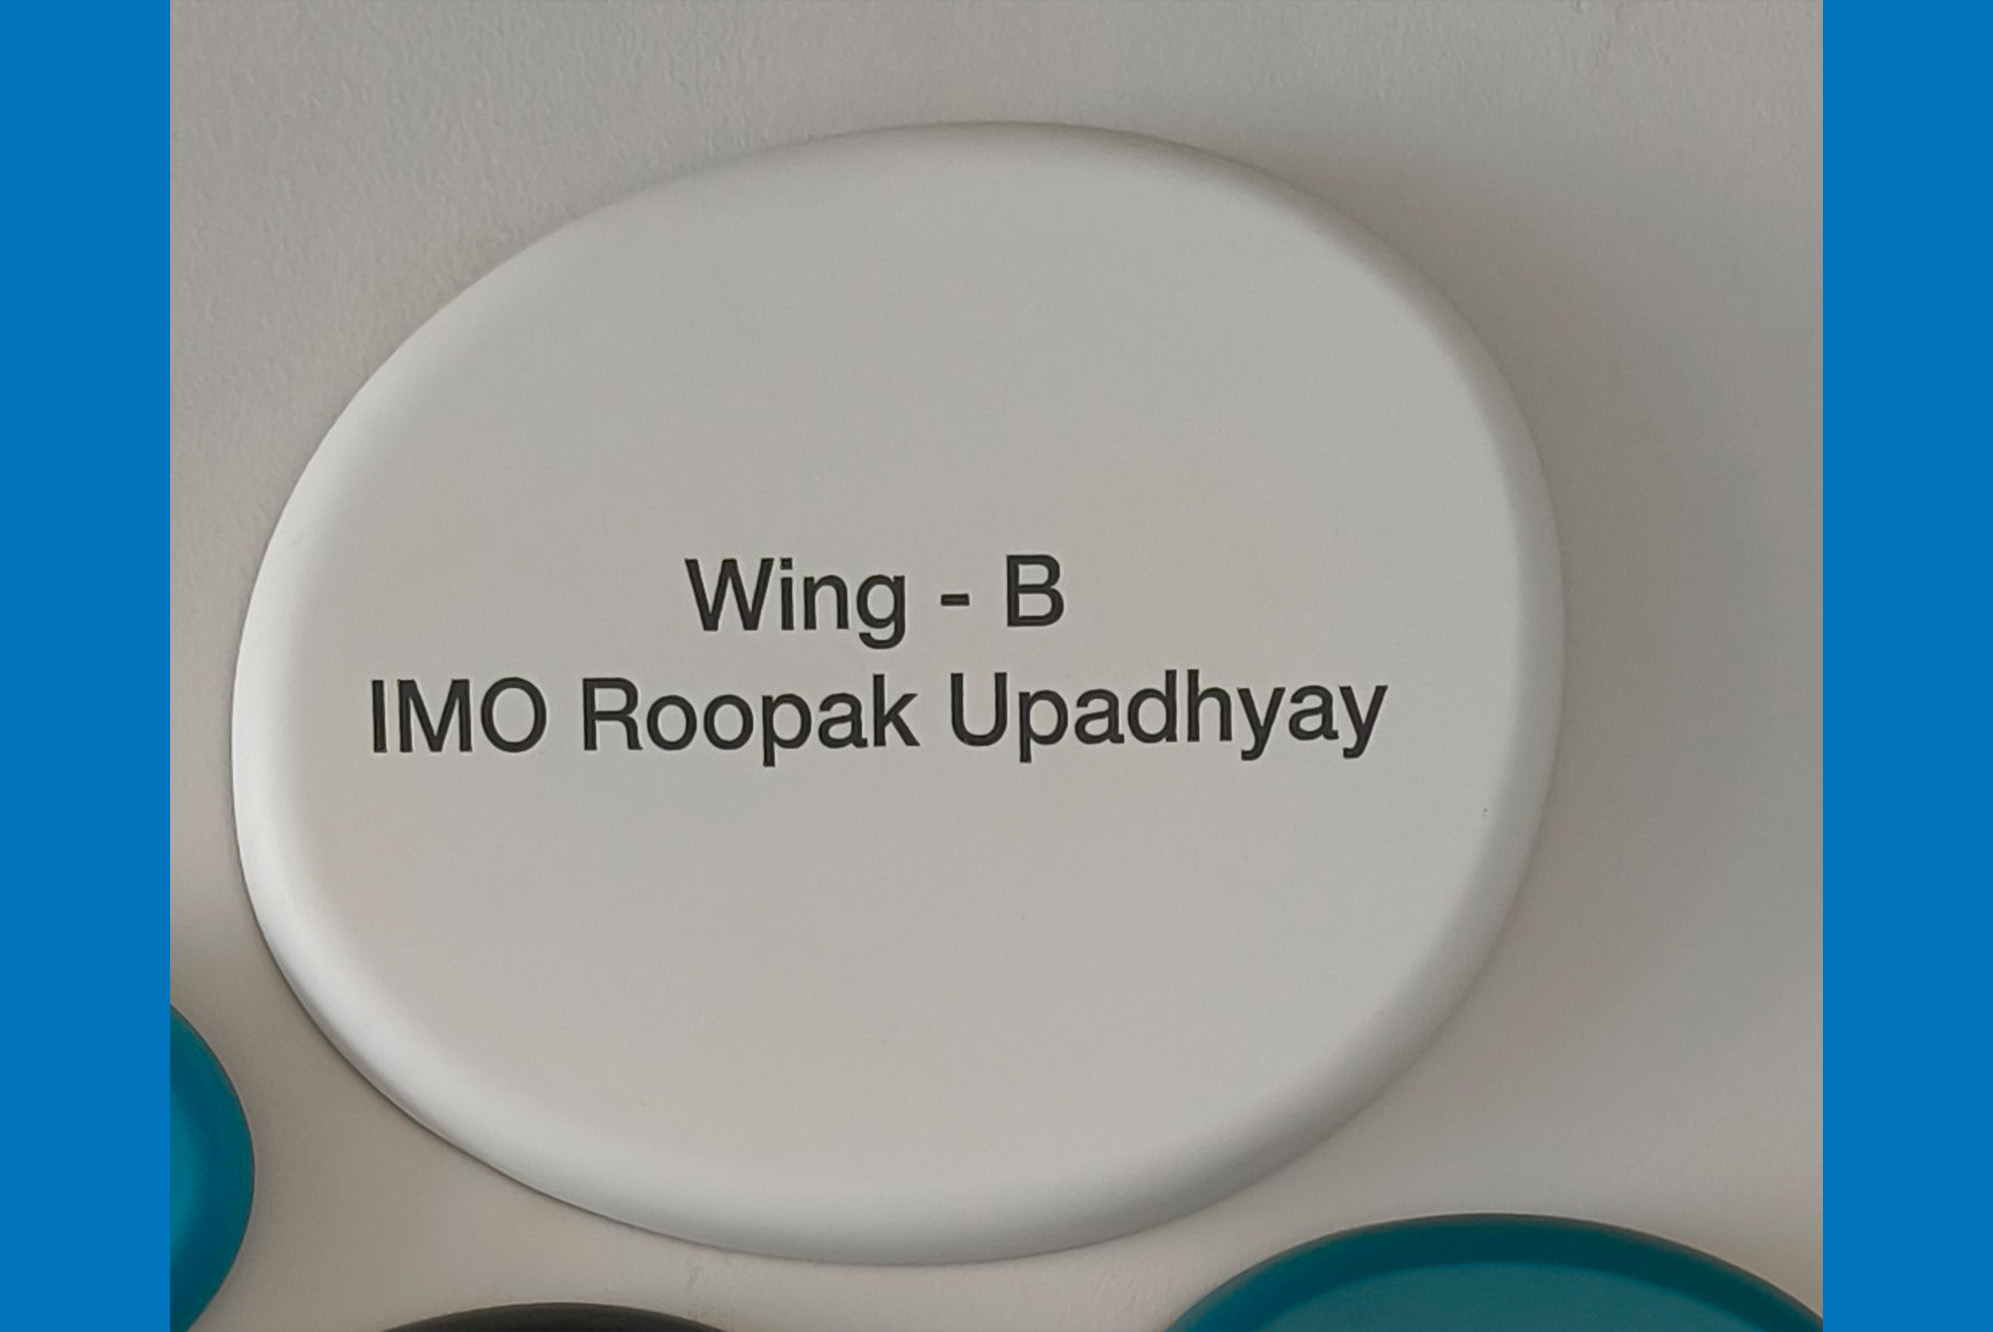 Wing - B
IMO Roopak Upadhyay